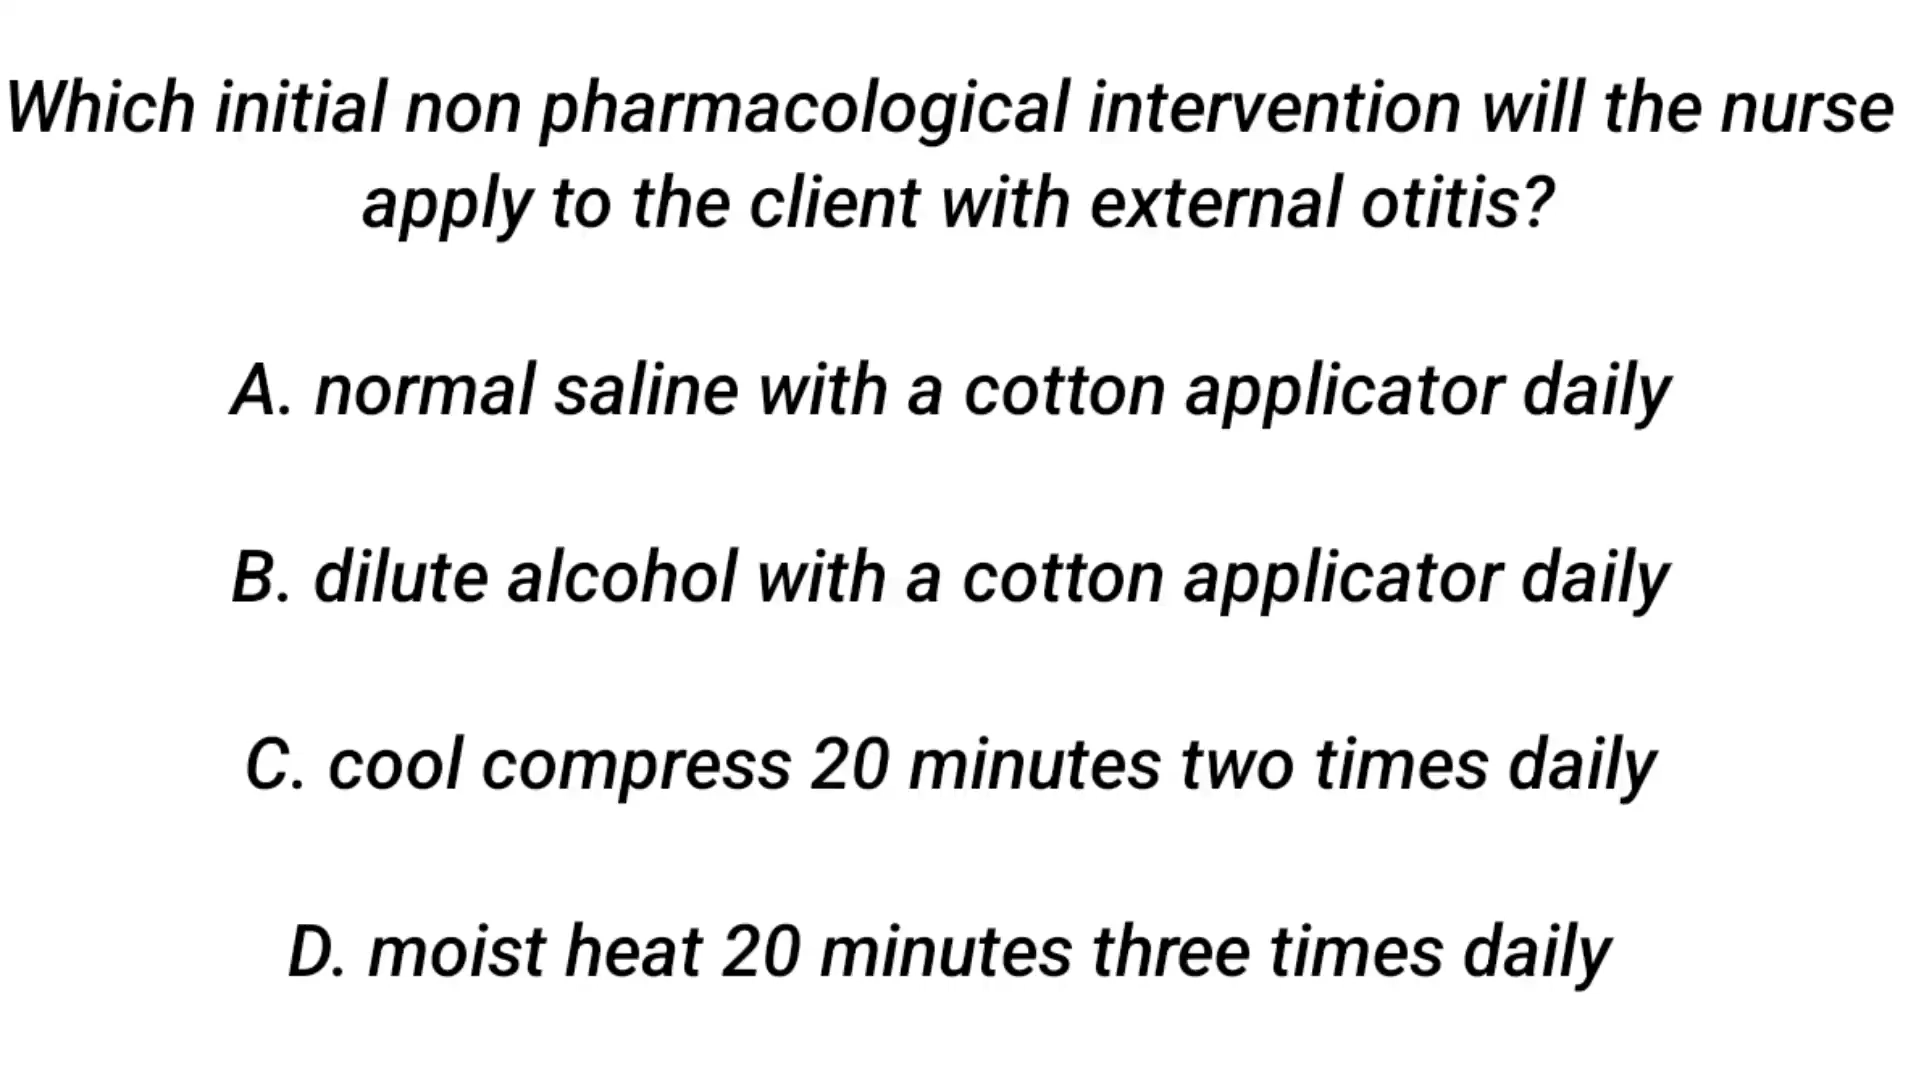 Which initial non pharmacological intervention will the nurse
apply to the client with external otitis?
A. normal saline with a cotton applicator daily
B. dilute alcohol with a cotton applicator daily
C. cool compress 20 minutes two times daily
D. moist heat 20 minutes three times daily